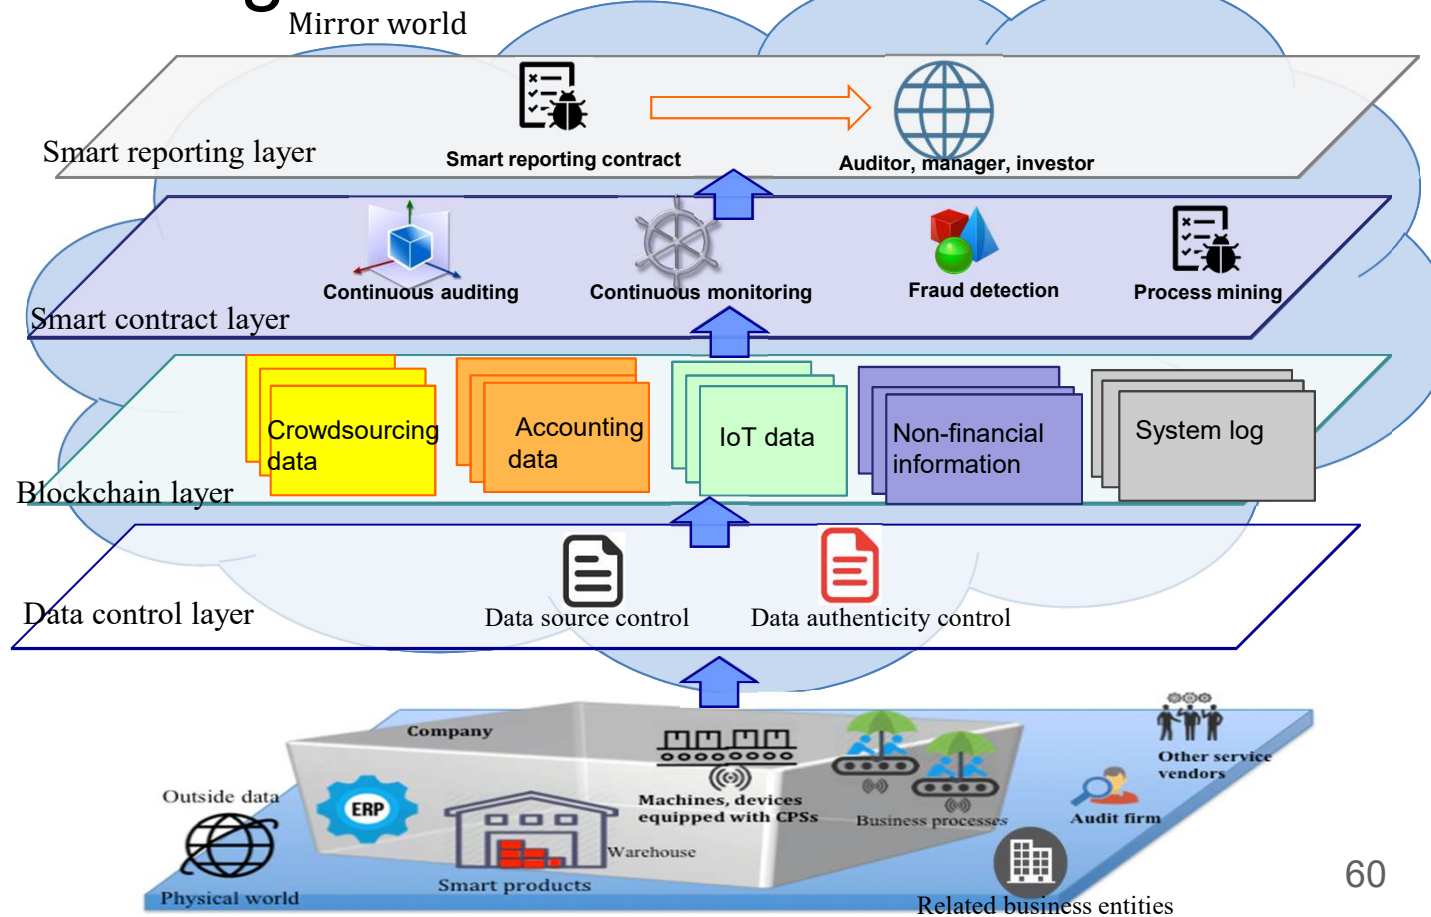 Mirror world
Smart reporting layer
Smart reporting contract
Auditor, manager, investor
Continuous auditing
Continuous monitoring
Fraud detection
Process mining
Smart contract layer
Crowdsourcing
data
Accounting
data
IoT data
Non-financial
information
System log
Blockchain layer
Data control layer
Data source control
Data authenticity control
Company
Other service
vendors
Outside data
ERP
Machines, devices
equipped with CPSs
Business processes
Audit firm
Warehouse
Smart products
Physical world
Related business entities
60